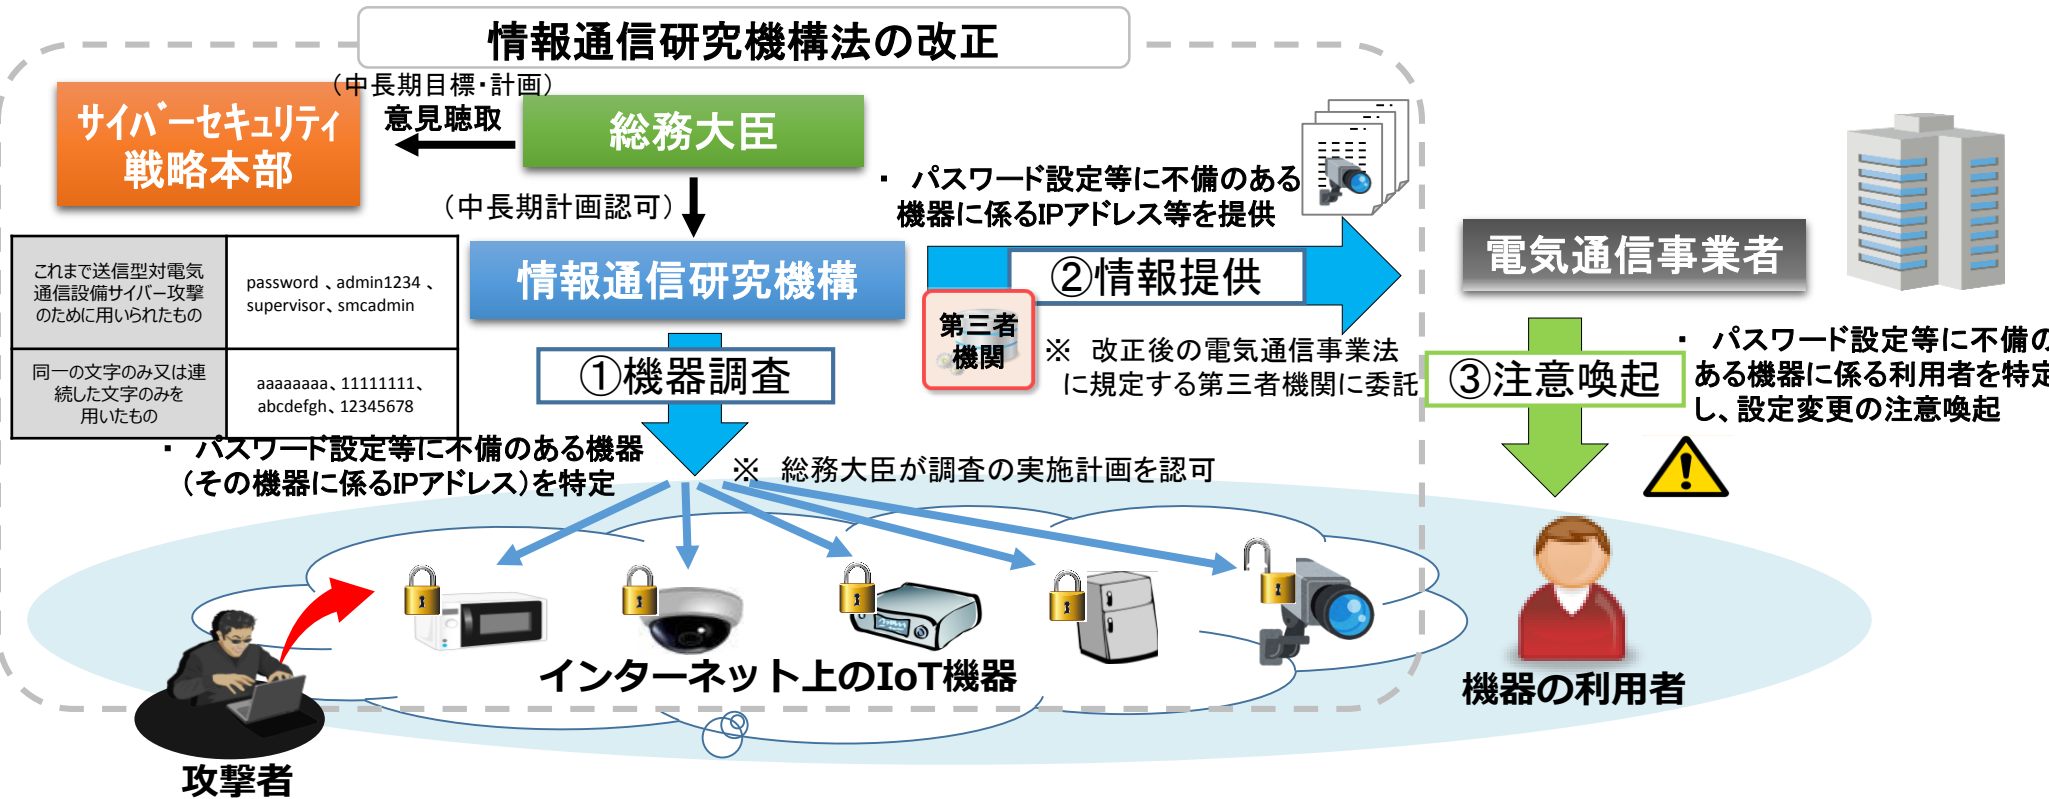 情報通信研究機構法の改正
(中長期目標・計画)
サイバーセキュリティ
戦略本部
意見聴取
総務大臣
(中長期計画認可)
・ パスワード設定等に不備のある
機器に係るIPアドレス等を提供
これまで送信型対電気
通信設備サイバー攻撃
のために用いられたもの
password 、admin1234 、
supervisor、smcadmin
同一の文字のみ又は連
続した文字のみを
用いたもの
aaaaaaaa、11111111、
abcdefgh、12345678
情報通信研究機構
②情報提供
第三者
機関
※ 改正後の電気通信事業法
に規定する第三者機関に委託
電気通信事業者
①機器調査
③注意喚起
・ パスワード設定等に不備の
ある機器に係る利用者を特定
し、設定変更の注意喚起
・ パスワード設定等に不備のある機器
(その機器に係るIPアドレス)を特定
※ 総務大臣が調査の実施計画を認可
インターネット上のIoT機器
機器の利用者
攻撃者